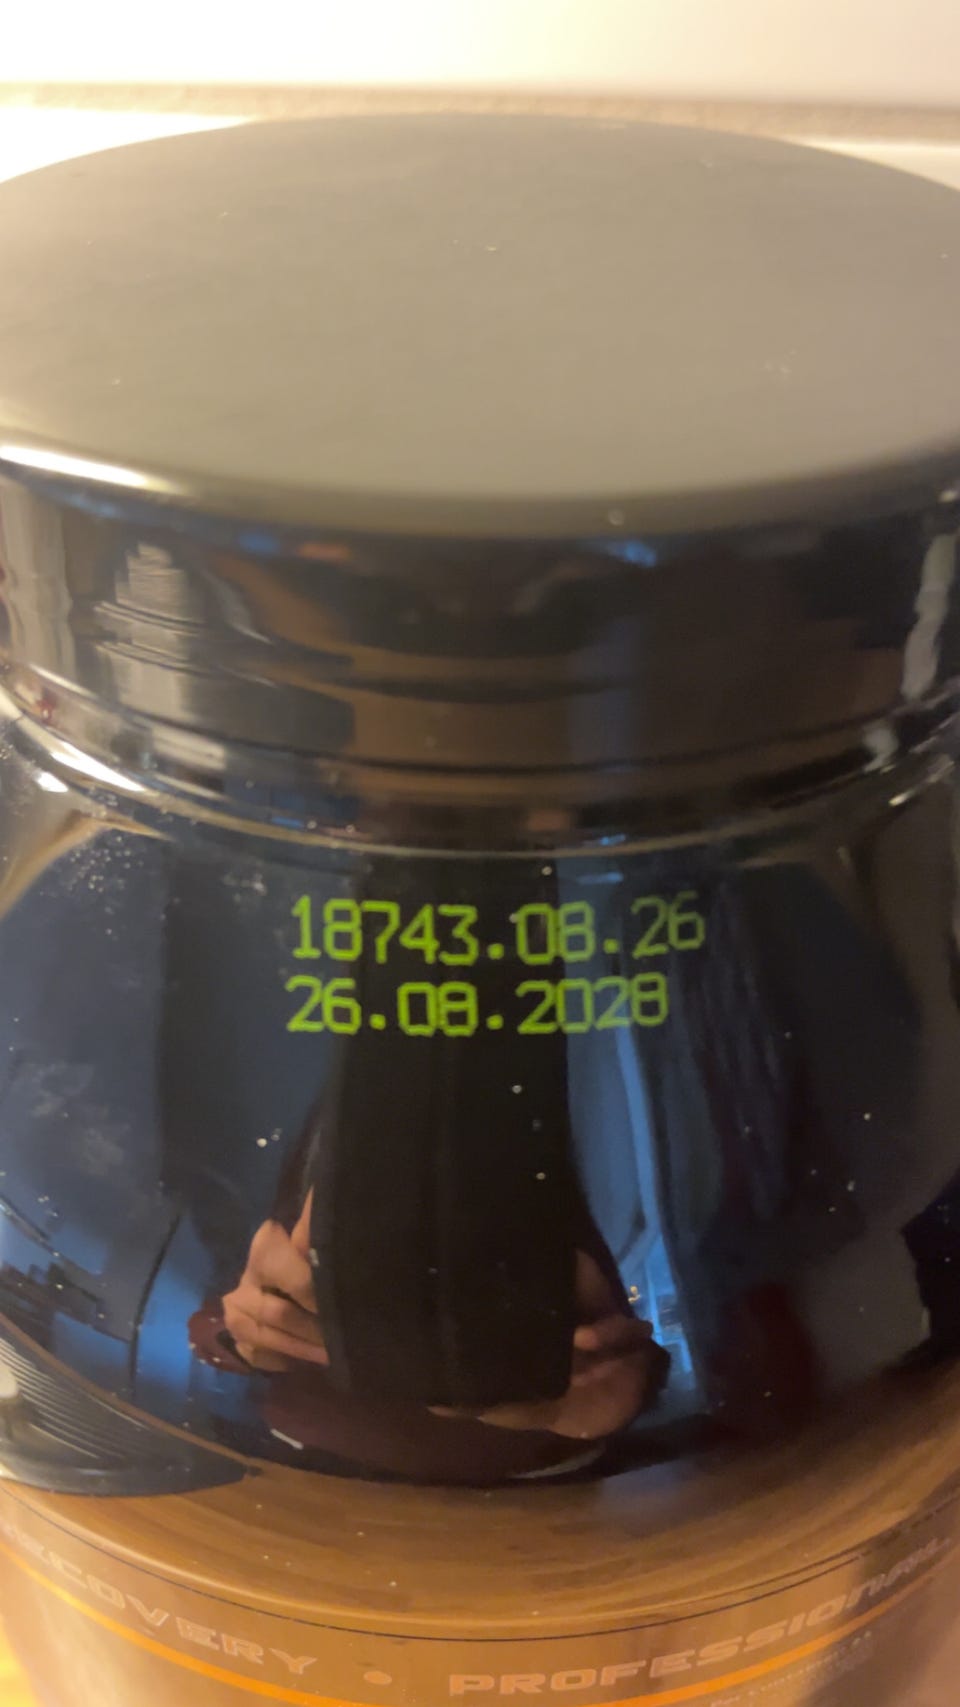 18743.08.26
26.08.2028
RECOVERY • PROFESSIONAL